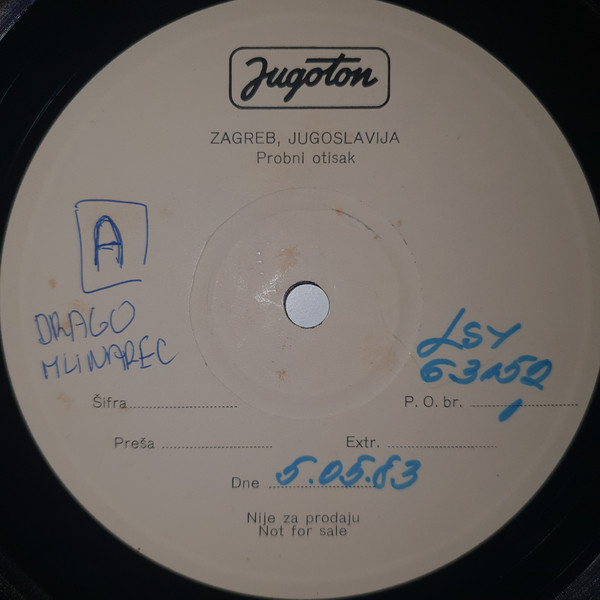 Jugoton
ZAGREB, JUGOSLAVIJA
Probni otisak
A
DRAGO
MLINAREC
LSY
63152
Šifra
P. O. br.
Preša
Extr.
Dne 5.05.83
Nije za prodaju
Not for sale